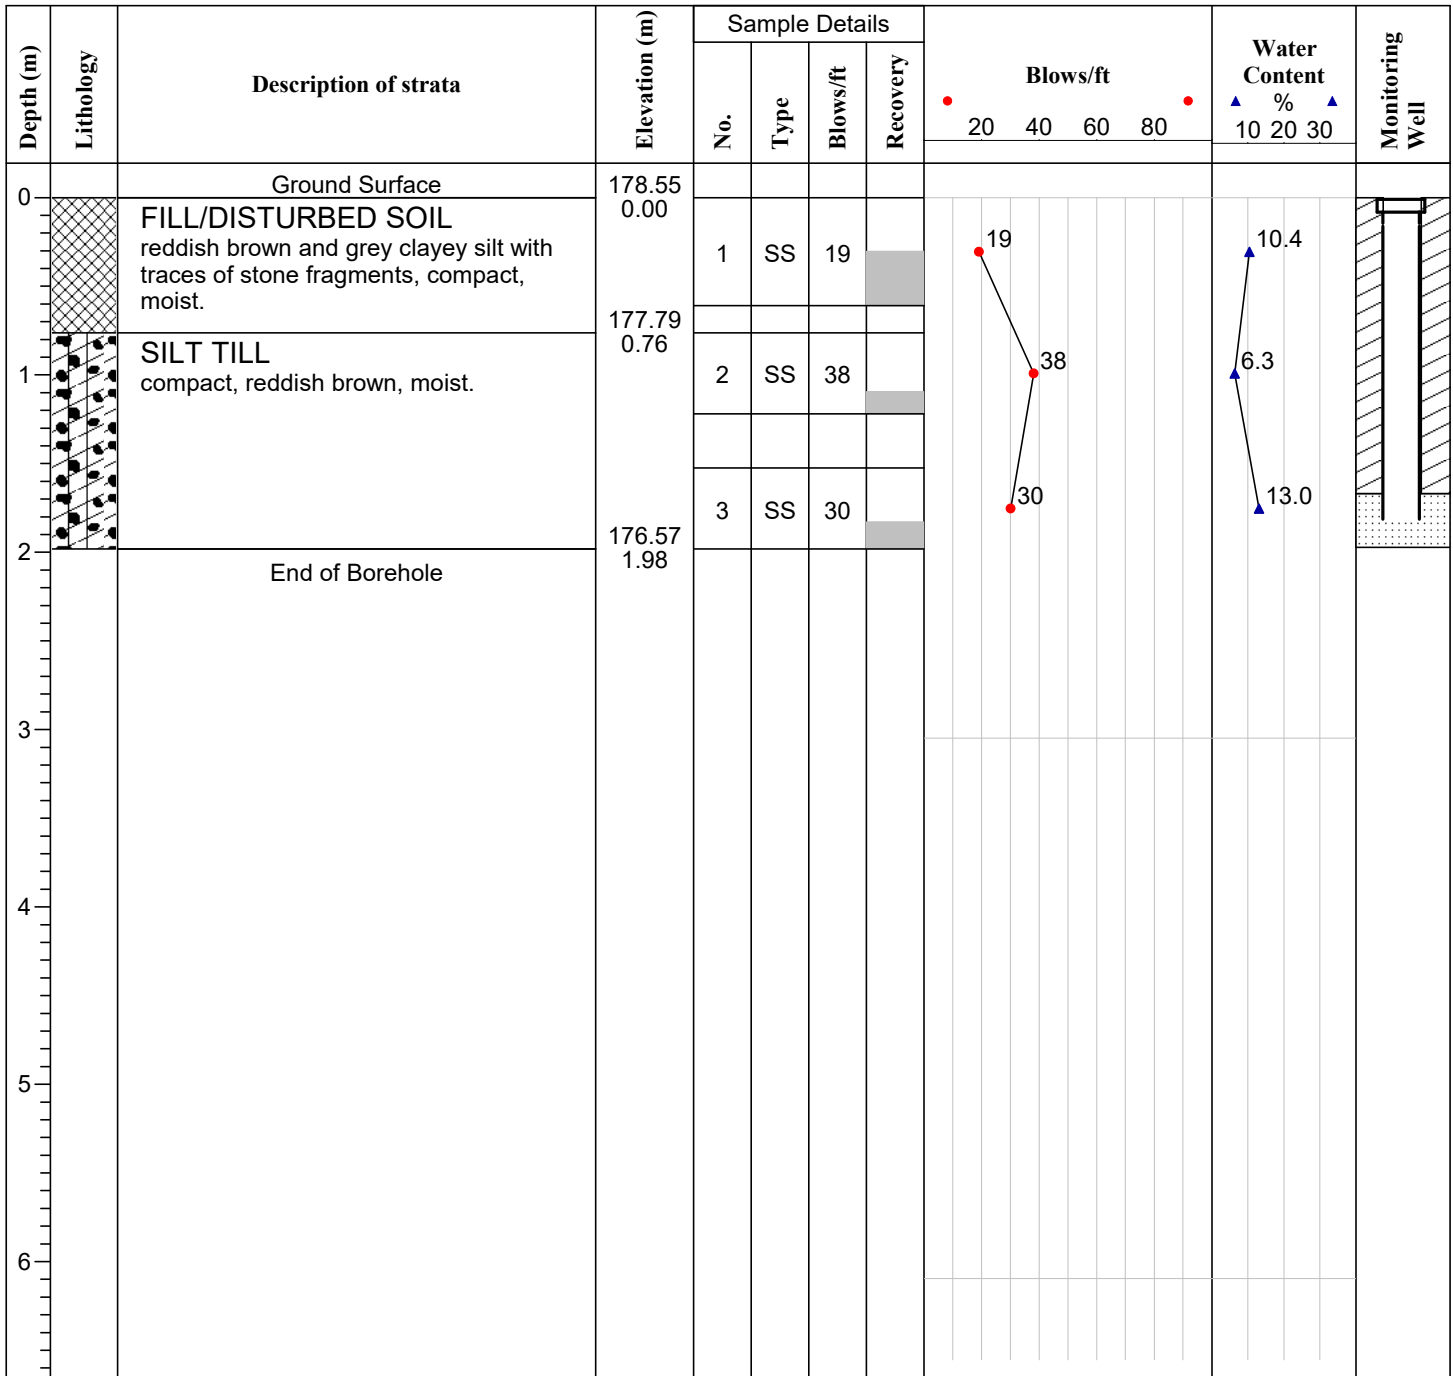 Depth (m)
Lithology
Description of strata
Elevation (m)
Sample Details
No.
Type
Blows/ft
Recovery
Blows/ft
20 40 60 80
Water
Content
%
10 20 30
Monitoring
Well
Ground Surface
178.55
0
0.00
FILL/DISTURBED SOIL
reddish brown and grey clayey silt with
traces of stone fragments, compact,
moist.
1 SS 19
19
10.4
177.79
0.76
SILT TILL
compact, reddish brown, moist.
1
2 SS 38
38
6.3
3 SS 30
30
13.0
176.57
1.98
2
End of Borehole
3
4
5
6